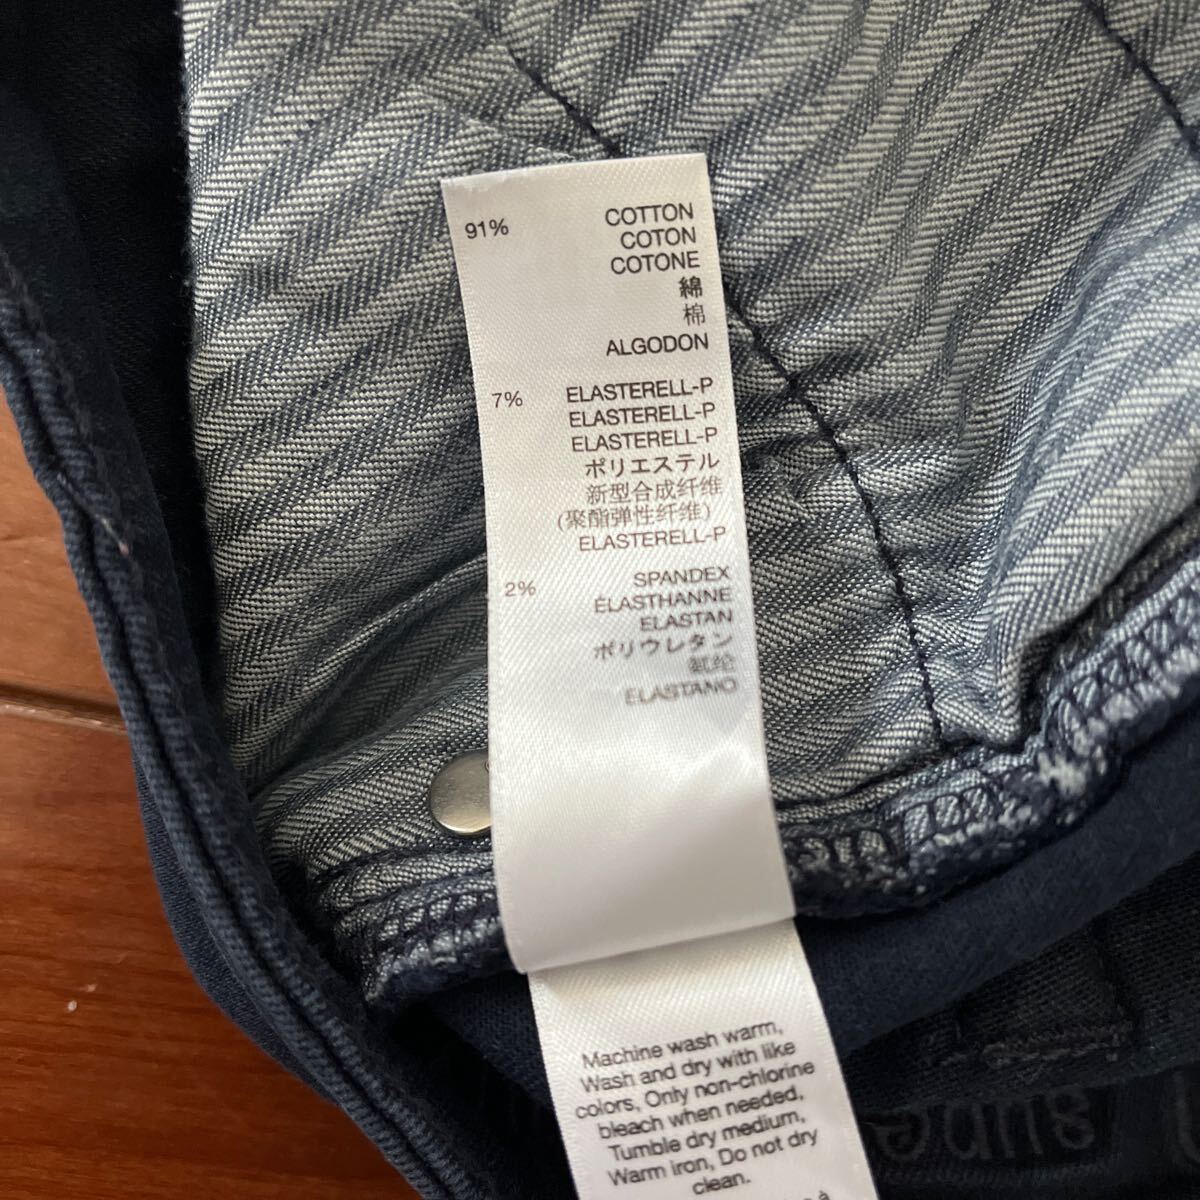 91% COTTON
COTON
COTONE
綿
棉
ALGODON
7% ELASTERELL-P
ELASTERELL-P
ELASTERELL-P
ポリエステル
新型合成纤维
(聚酯弹性纤维)
ELASTERELL-P
2% SPANDEX
ÉLASTHANNE
ELASTAN
ポリウレタン
氨纶
ELASTANO
Machine wash warm,
Wash and dry with like
colors, Only non-chlorine
bleach when needed,
Tumble dry medium,
Warm iron, Do not dry
clean.